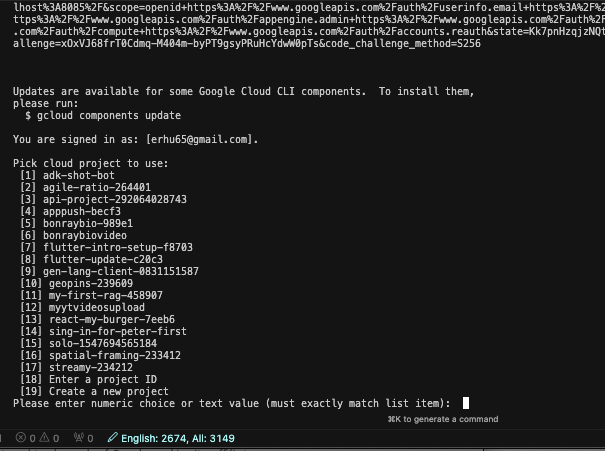 lhost%3A8085%2F&scope=openid+https%3A%2F%2Fwww.googleapis.com%2Fauth%2Fuserinfo.email+https%3A%2F%2
ttps%3A%2F%2Fwww.googleapis.com%2Fauth%2Fappengine.admin+https%3A%2F%2Fwww.googleapis.com%2Fauth%2F
.com%2Fauth%2Fcompute+https%3A%2F%2Fwww.googleapis.com%2Fauth%2Faccounts.reauth&state=Kk7pnHzqjzNQt
allenge=xOxVJ68frT0Cdmq-M404m-byPT9gsyPRuHcYdwW0pTs&code_challenge_method=S256
Updates are available for some Google Cloud CLI components.  To install them,
please run:
$ gcloud components update
You are signed in as: [erhu65@gmail.com].
Pick cloud project to use:
[1] adk-shot-bot
[2] agile-ratio-264401
[3] api-project-292064028743
[4] apppush-becf3
[5] bonraybio-989e1
[6] bonraybiovideo
[7] flutter-intro-setup-f8703
[8] flutter-update-c20c3
[9] gen-lang-client-0831151587
[10] geopins-239609
[11] my-first-rag-458907
[12] myytvideosupload
[13] react-my-burger-7eeb6
[14] sing-in-for-peter-first
[15] solo-1547694565184
[16] spatial-framing-233412
[17] streamy-234212
[18] Enter a project ID
[19] Create a new project
Please enter numeric choice or text value (must exactly match list item):
⌘K to generate a command
0 0 0 English: 2674, All: 3149